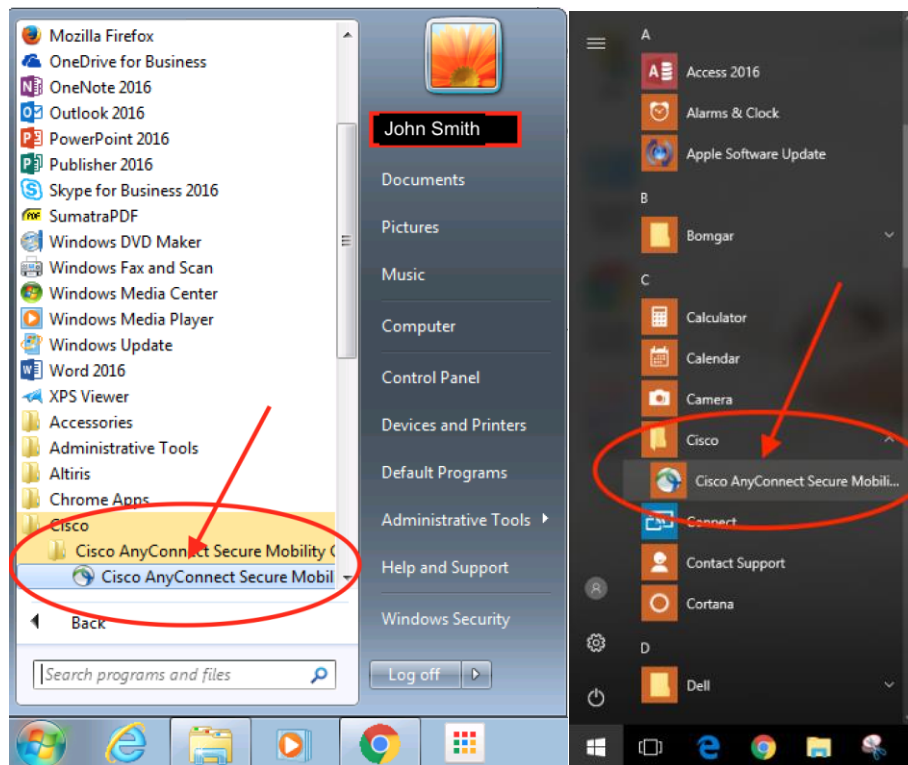 Mozilla Firefox
OneDrive for Business
OneNote 2016
Outlook 2016
PowerPoint 2016
Publisher 2016
Skype for Business 2016
SumatraPDF
Windows DVD Maker
Windows Fax and Scan
Windows Media Center
Windows Media Player
Windows Update
Word 2016
XPS Viewer
Accessories
Administrative Tools
Altiris
Chrome Apps
Cisco
Cisco AnyConnect Secure Mobility C
Cisco AnyConnect Secure Mobil
Back
Search programs and files
John Smith
Documents
Pictures
Music
Computer
Control Panel
Devices and Printers
Default Programs
Administrative Tools
Help and Support
Windows Security
Log off
A
Access 2016
Alarms & Clock
Apple Software Update
B
Bomgar
C
Calculator
Calendar
Camera
Cisco
Cisco AnyConnect Secure Mobili...
Connect
Contact Support
Cortana
D
Dell